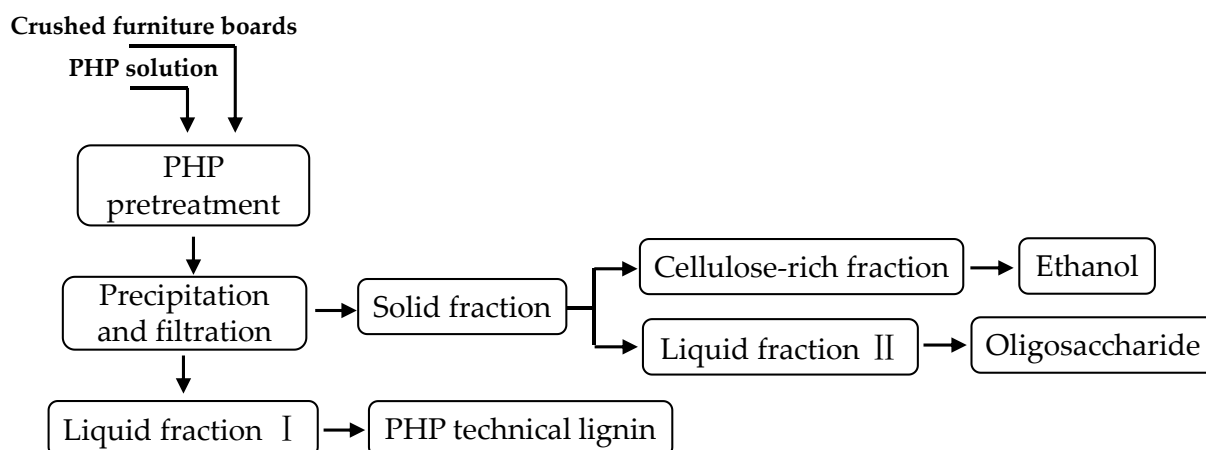 Crushed furniture boards
PHP solution
PHP
pretreatment
Precipitation
and filtration
Solid fraction
Cellulose-rich fraction
Ethanol
Liquid fraction Ⅱ
Oligosaccharide
Liquid fraction Ⅰ
PHP technical lignin